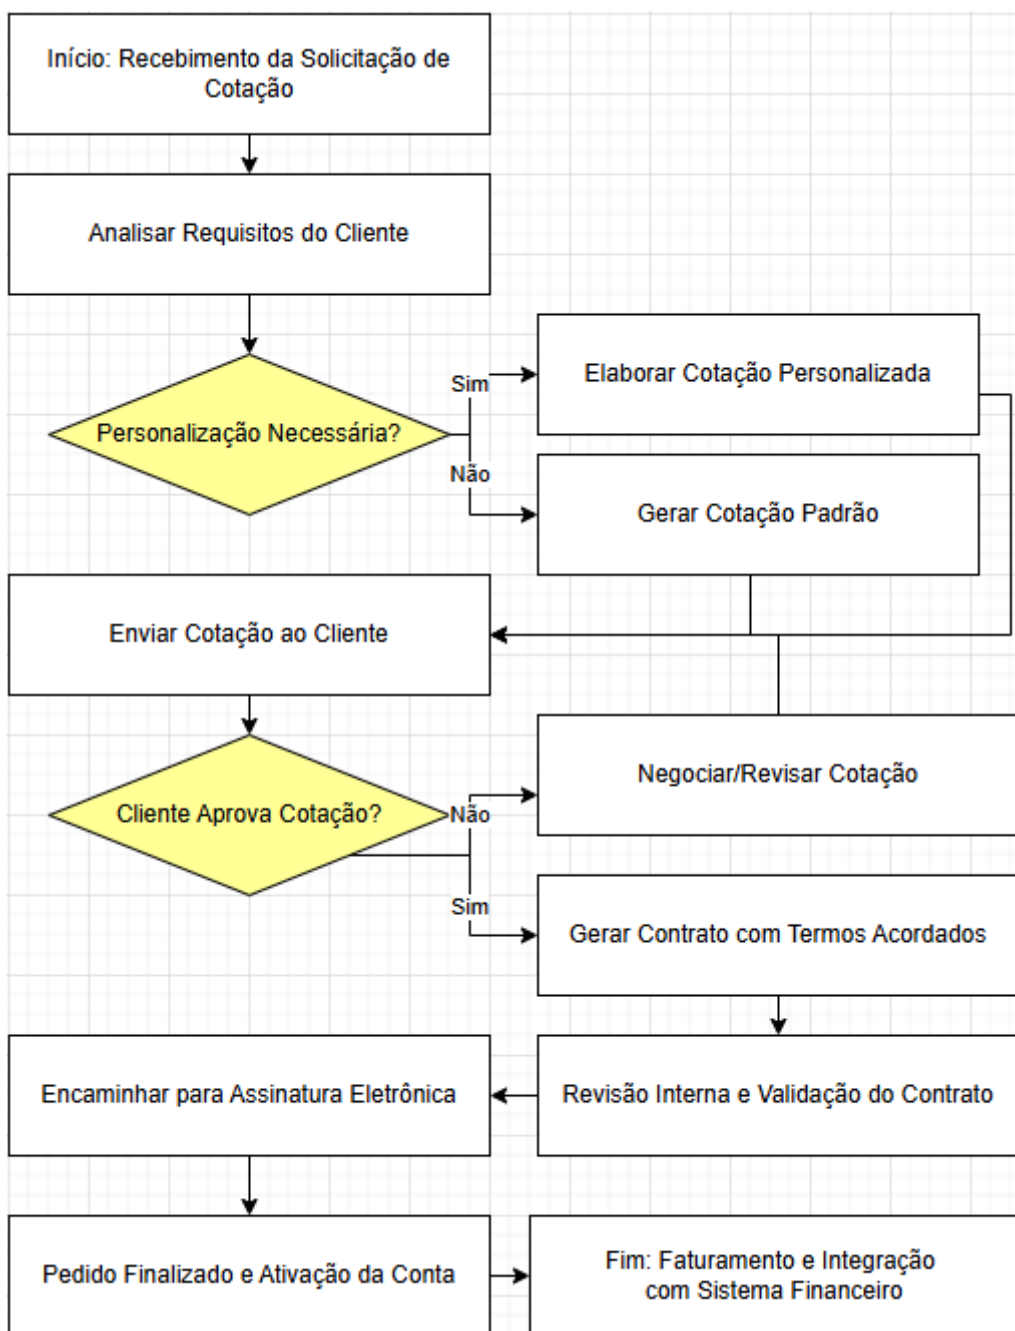 Início: Recebimento da Solicitação de
Cotação
Analisar Requisitos do Cliente
Personalização Necessária?
Sim
Elaborar Cotação Personalizada
Não
Gerar Cotação Padrão
Enviar Cotação ao Cliente
Cliente Aprova Cotação?
Não
Negociar/Revisar Cotação
Sim
Gerar Contrato com Termos Acordados
Revisão Interna e Validação do Contrato
Encaminhar para Assinatura Eletrônica
Pedido Finalizado e Ativação da Conta
Fim: Faturamento e Integração
com Sistema Financeiro